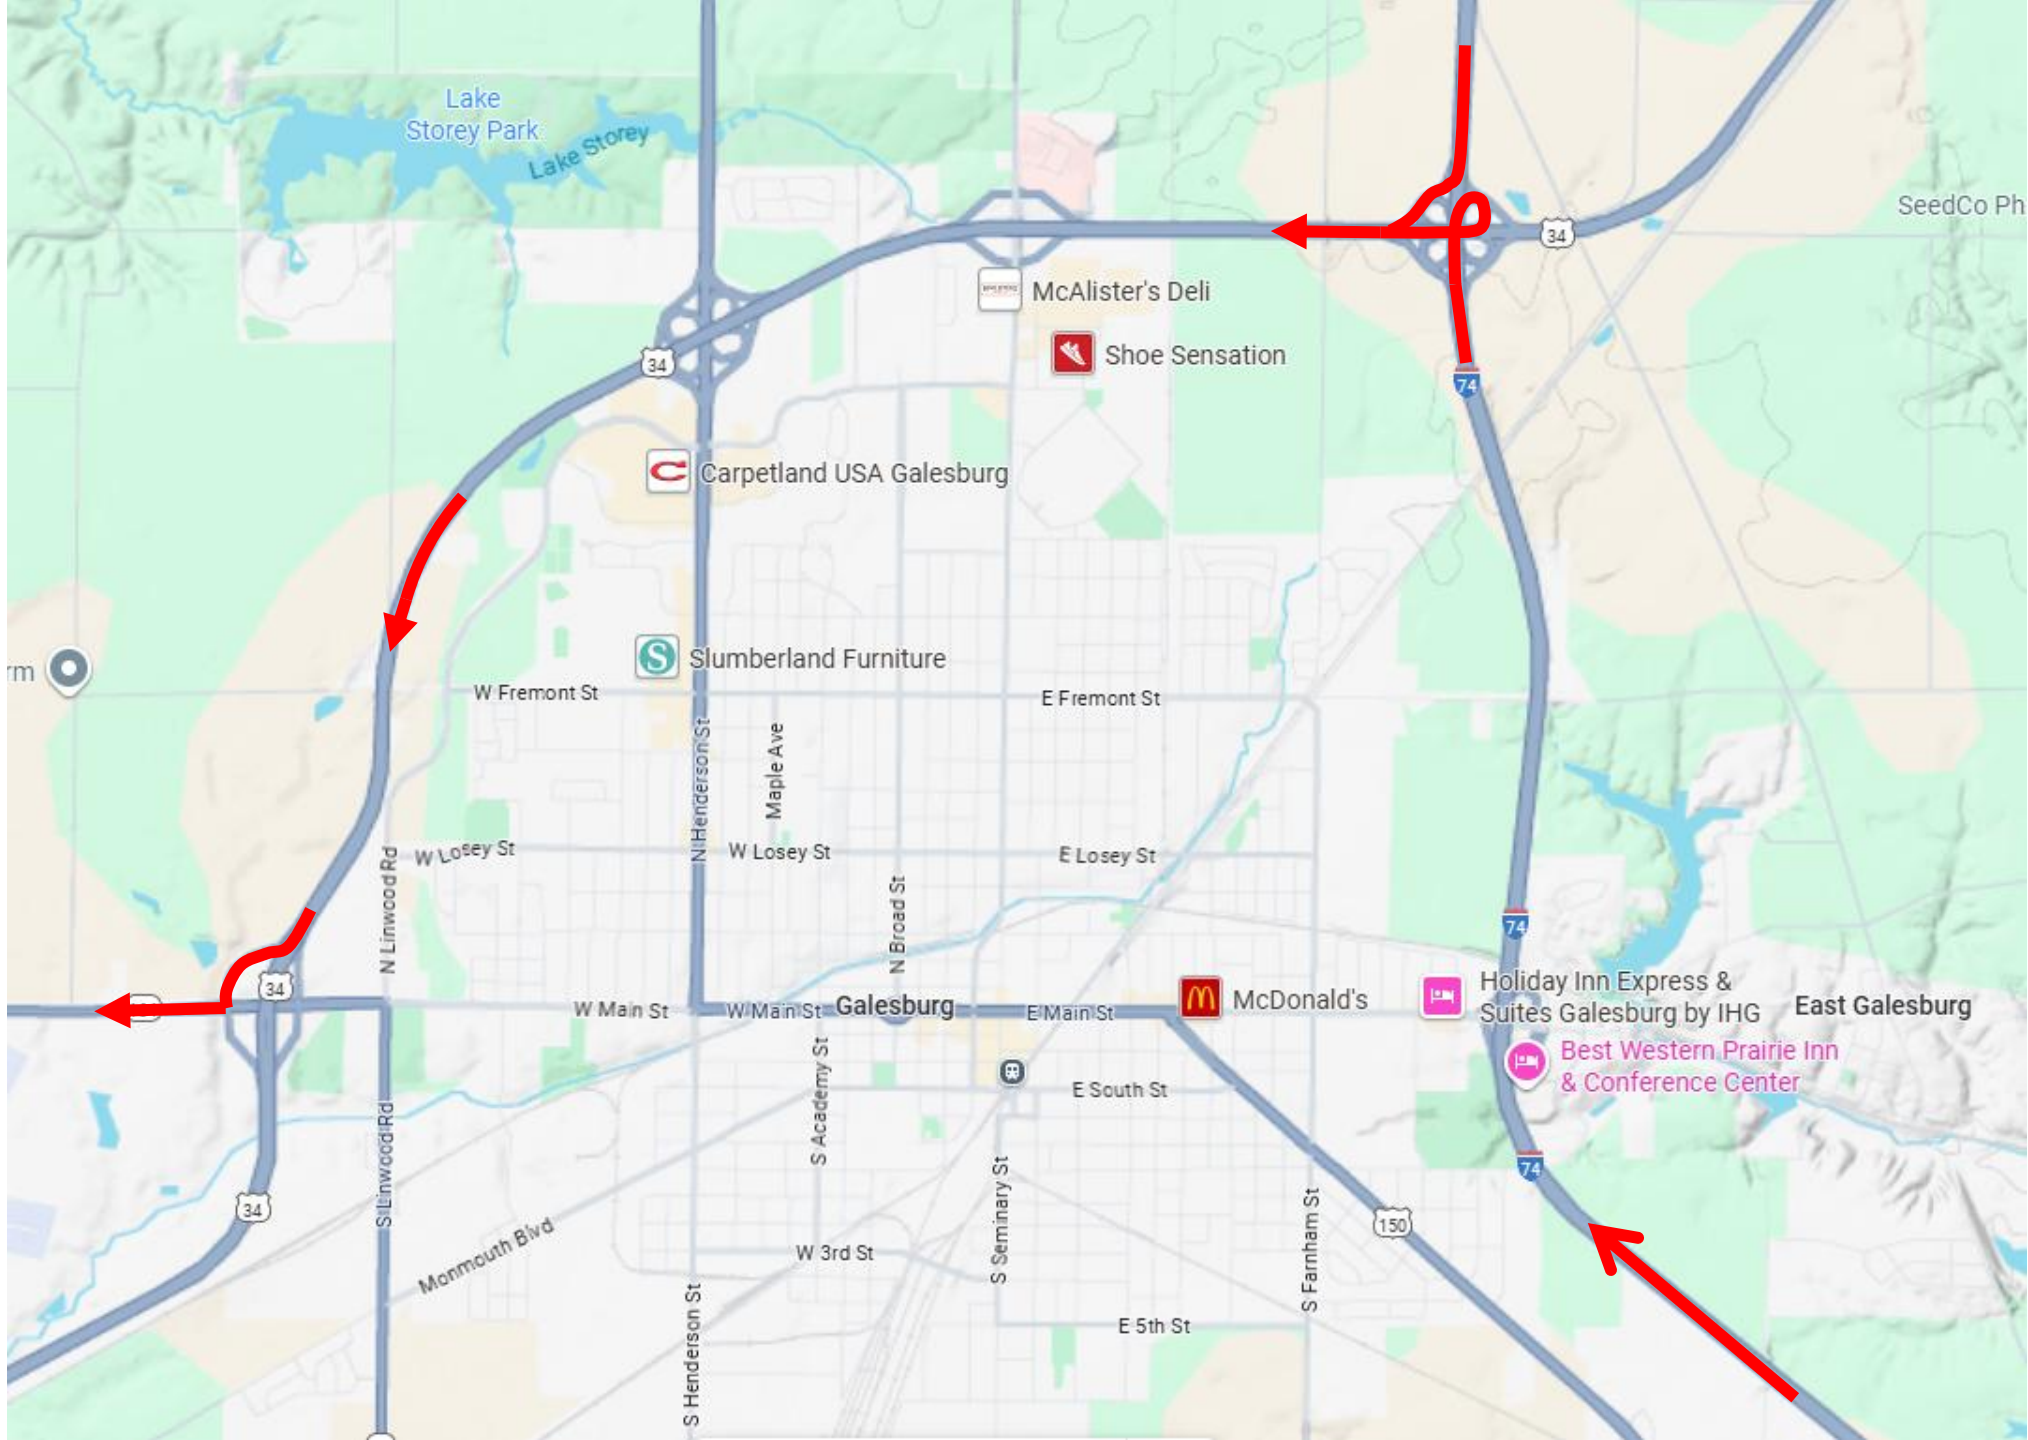 Lake
Storey Park
Lake Storey
SeedCo Ph
34
McAlister's Deli
Shoe Sensation
34
74
Carpetland USA Galesburg
rm
Slumberland Furniture
W Fremont St
E Fremont St
N Henderson St
Maple Ave
W Losey St
W Losey St
E Losey St
N Linwood Rd
N Broad St
74
34
W Main St
W Main St
Galesburg
E Main St
McDonald's
Holiday Inn Express &
Suites Galesburg by IHG
East Galesburg
Best Western Prairie Inn
& Conference Center
E South St
S Academy St
S Linwood Rd
74
34
Monmouth Blvd
W 3rd St
S Seminary St
S Farnham St
150
S Henderson St
E 5th St